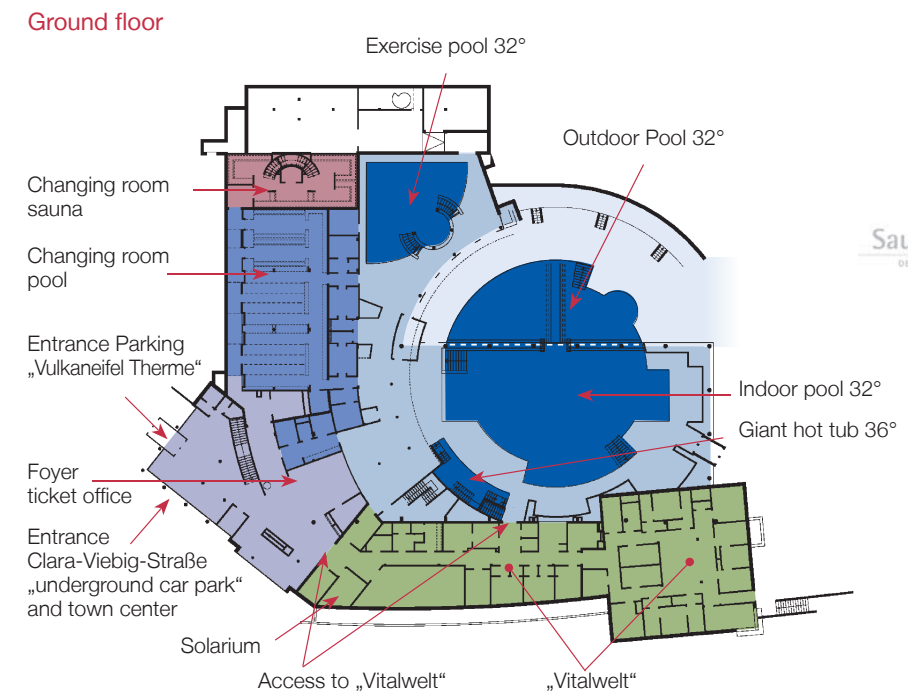 Ground floor
Exercise pool 32°
Outdoor Pool 32°
Changing room
sauna
Changing room
pool
Entrance Parking
„Vulkaneifel Therme“
Indoor pool 32°
Giant hot tub 36°
Foyer
ticket office
Entrance
Clara-Viebig-Straße
„underground car park“
and town center
Solarium
Access to „Vitalwelt“
„Vitalwelt“
Sau